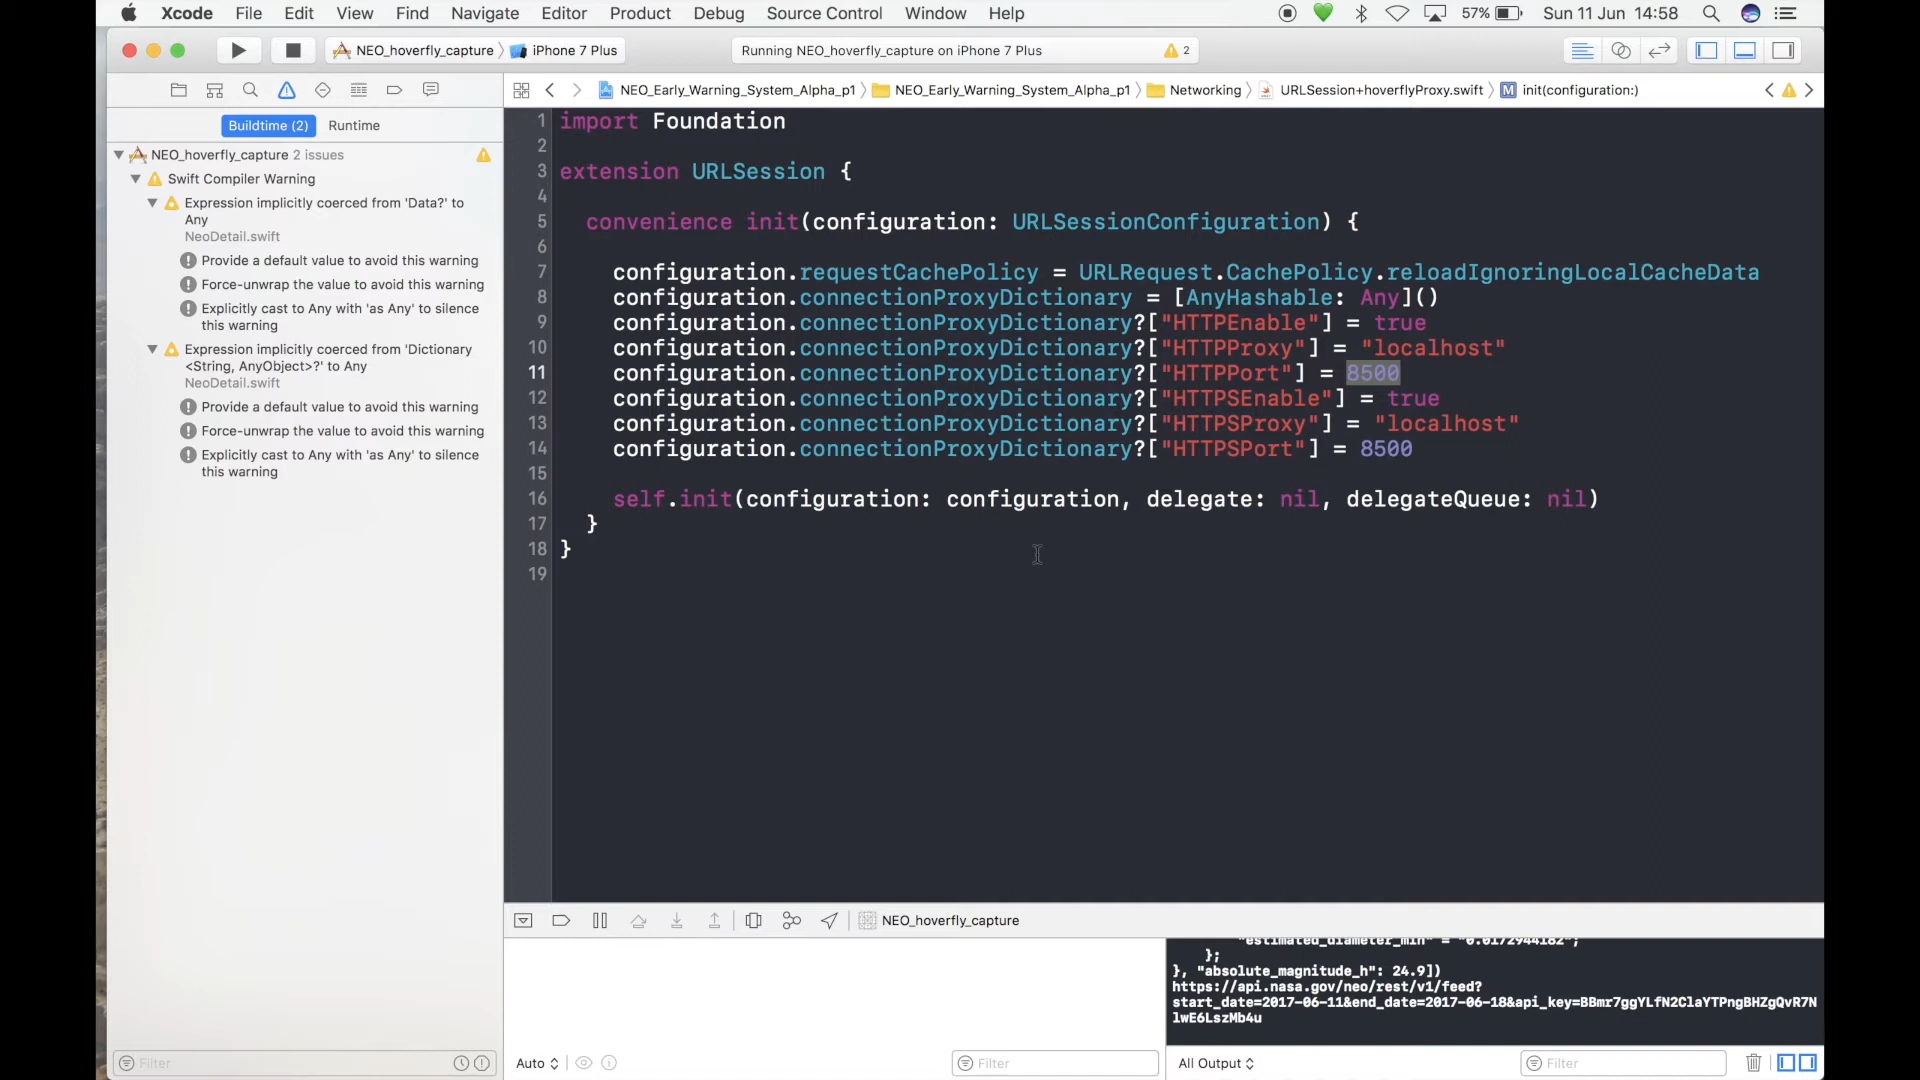 Xcode File Edit View Find Navigate Editor Product Debug Source Control Window Help 57% Sun 11 Jun 14:58
NEO_hoverfly_capture iPhone 7 Plus Running NEO_hoverfly_capture on iPhone 7 Plus 2
NEO_Early_Warning_System_Alpha_p1 NEO_Early_Warning_System_Alpha_p1 Networking URLSession+hoverflyProxy.swift M init(configuration:)
Buildtime (2) Runtime
NEO_hoverfly_capture 2 issues
Swift Compiler Warning
Expression implicitly coerced from 'Data?' to
Any
NeoDetail.swift
Provide a default value to avoid this warning
Force-unwrap the value to avoid this warning
Explicitly cast to Any with 'as Any' to silence
this warning
Expression implicitly coerced from 'Dictionary
<String, AnyObject>?' to Any
NeoDetail.swift
Provide a default value to avoid this warning
Force-unwrap the value to avoid this warning
Explicitly cast to Any with 'as Any' to silence
this warning
Filter
1 import Foundation
2
3 extension URLSession {
4
5 convenience init(configuration: URLSessionConfiguration) {
6
7 configuration.requestCachePolicy = URLRequest.CachePolicy.reloadIgnoringLocalCacheData
8 configuration.connectionProxyDictionary = [AnyHashable: Any]()
9 configuration.connectionProxyDictionary?["HTTPEnable"] = true
10 configuration.connectionProxyDictionary?["HTTPProxy"] = "localhost"
11 configuration.connectionProxyDictionary?["HTTPPort"] = 8500
12 configuration.connectionProxyDictionary?["HTTPSEnable"] = true
13 configuration.connectionProxyDictionary?["HTTPSProxy"] = "localhost"
14 configuration.connectionProxyDictionary?["HTTPSPort"] = 8500
15
16 self.init(configuration: configuration, delegate: nil, delegateQueue: nil)
17 }
18 }
19
NEO_hoverfly_capture
"estimated_diameter_min" = "0.0172944182";
};
}, "absolute_magnitude_h": 24.9])
https://api.nasa.gov/neo/rest/v1/feed?
start_date=2017-06-11&end_date=2017-06-18&api_key=BBmr7ggYLfN2ClaYTPngBHZgQvR7N
lwE6LszMb4u
Auto Filter All Output Filter